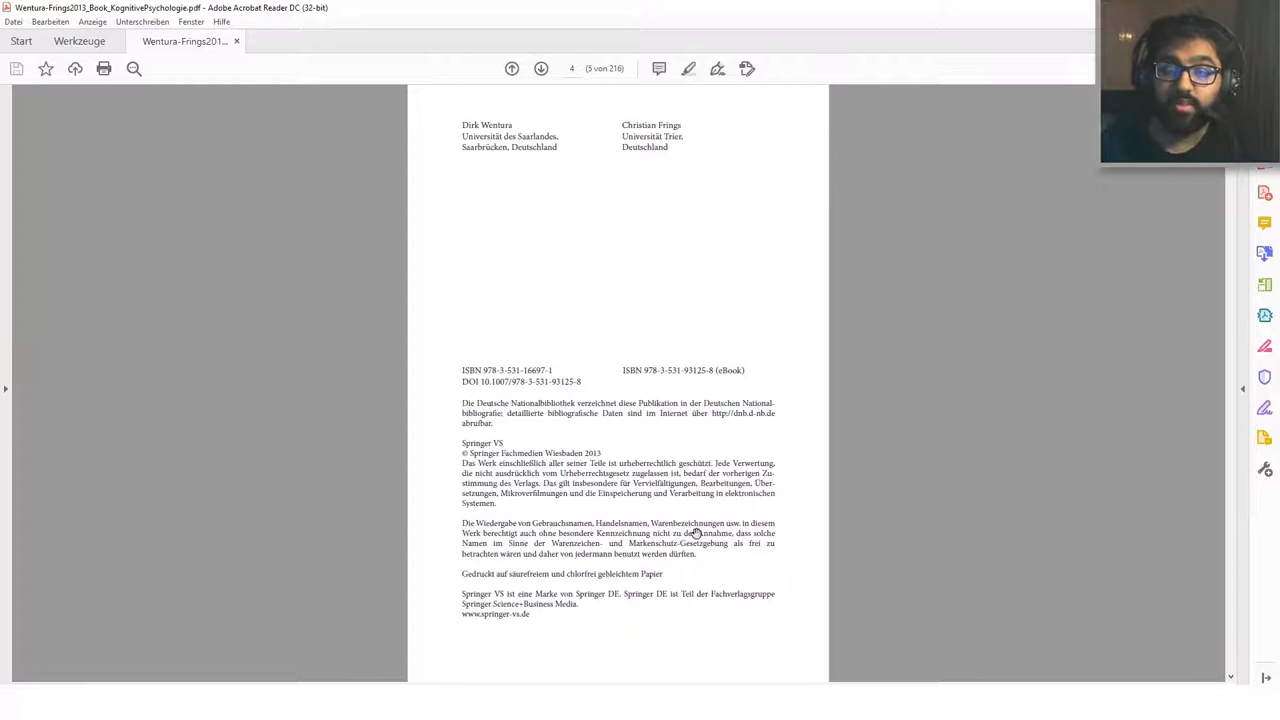 Wentura-Frings2013_Book_KognitivePsychologie.pdf - Adobe Acrobat Reader DC (32-bit)
Datei Bearbeiten Anzeige Unterschreiben Fenster Hilfe
Start Werkzeuge Wentura-Frings201... ×
4 (5 von 216)
Dirk Wentura
Universität des Saarlandes,
Saarbrücken, Deutschland
Christian Frings
Universität Trier,
Deutschland
ISBN 978-3-531-16697-1 ISBN 978-3-531-93125-8 (eBook)
DOI 10.1007/978-3-531-93125-8
Die Deutsche Nationalbibliothek verzeichnet diese Publikation in der Deutschen National-
bibliografie; detaillierte bibliografische Daten sind im Internet über http://dnb.d-nb.de
abrufbar.
Springer VS
© Springer Fachmedien Wiesbaden 2013
Das Werk einschließlich aller seiner Teile ist urheberrechtlich geschützt. Jede Verwertung,
die nicht ausdrücklich vom Urheberrechtsgesetz zugelassen ist, bedarf der vorherigen Zu-
stimmung des Verlags. Das gilt insbesondere für Vervielfältigungen, Bearbeitungen, Über-
setzungen, Mikroverfilmungen und die Einspeicherung und Verarbeitung in elektronischen
Systemen.
Die Wiedergabe von Gebrauchsnamen, Handelsnamen, Warenbezeichnungen usw. in diesem
Werk berechtigt auch ohne besondere Kennzeichnung nicht zu der Annahme, dass solche
Namen im Sinne der Warenzeichen- und Markenschutz-Gesetzgebung als frei zu
betrachten wären und daher von jedermann benutzt werden dürften.
Gedruckt auf säurefreiem und chlorfrei gebleichtem Papier
Springer VS ist eine Marke von Springer DE. Springer DE ist Teil der Fachverlagsgruppe
Springer Science+Business Media.
www.springer-vs.de